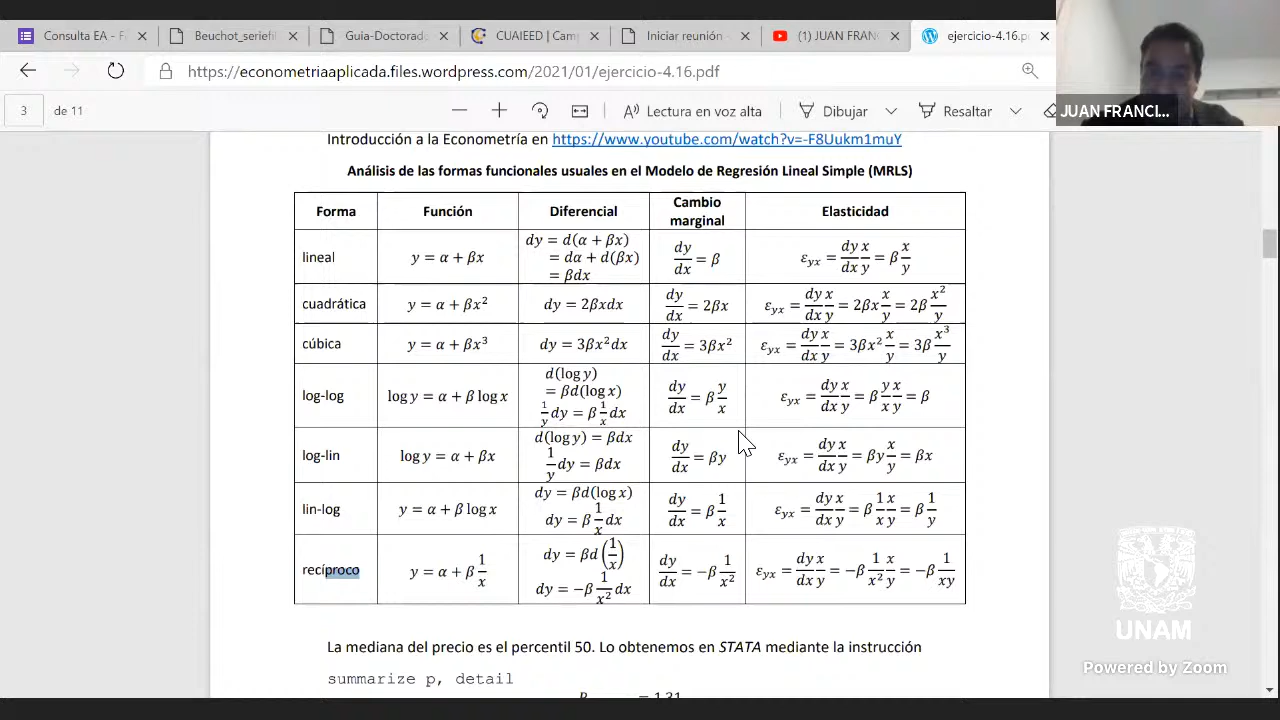 Consulta EA - F
Beuchot_seriefil
Guia-Doctorado
CUAIEED | Cam
Iniciar reunión -
(1) JUAN FRANC
ejercicio-4.16.p
https://econometriaaplicada.files.wordpress.com/2021/01/ejercicio-4.16.pdf
3 de 11
Lectura en voz alta
Dibujar
Resaltar
JUAN FRANCI...
Introducción a la Econometría en https://www.youtube.com/watch?v=-F8Uukm1muY
Análisis de las formas funcionales usuales en el Modelo de Regresión Lineal Simple (MRLS)
Forma Función Diferencial Cambio marginal Elasticidad
lineal y = α + βx dy = d(α + βx) = dα + d(βx) = βdx dy/dx = β ε_yx = dy/dx x/y = β x/y
cuadrática y = α + βx² dy = 2βxdx dy/dx = 2βx ε_yx = dy/dx x/y = 2βx x/y = 2β x²/y
cúbica y = α + βx³ dy = 3βx²dx dy/dx = 3βx² ε_yx = dy/dx x/y = 3βx² x/y = 3β x³/y
log-log log y = α + β log x d(log y) = βd(log x) 1/y dy = β 1/x dx dy/dx = β y/x ε_yx = dy/dx x/y = β y/x x/y = β
log-lin log y = α + βx d(log y) = βdx 1/y dy = βdx dy/dx = βy ε_yx = dy/dx x/y = βy x/y = βx
lin-log y = α + β log x dy = βd(log x) dy = β 1/x dx dy/dx = β 1/x ε_yx = dy/dx x/y = β 1/x x/y = β 1/y
recíproco y = α + β 1/x dy = βd(1/x) dy = −β 1/x² dx dy/dx = −β 1/x² ε_yx = dy/dx x/y = −β 1/x² x/y = −β 1/xy
La mediana del precio es el percentil 50. Lo obtenemos en STATA mediante la instrucción
summarize p, detail
UNAM
Powered by Zoom